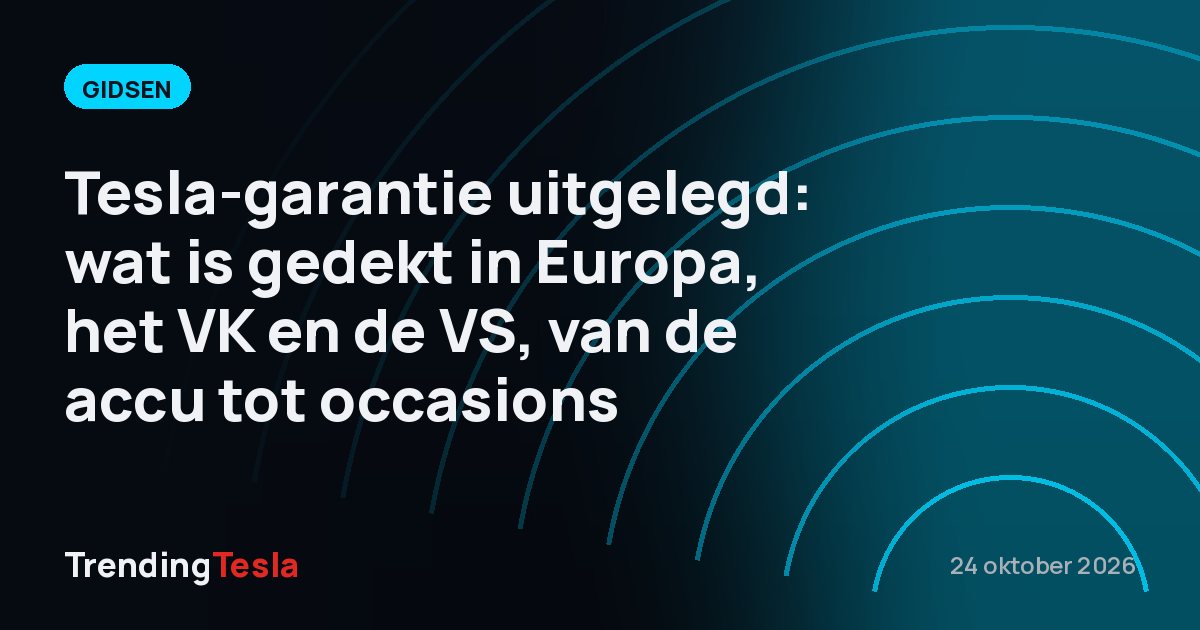 GIDSEN
Tesla-garantie uitgelegd:
wat is gedekt in Europa,
het VK en de VS, van de
accu tot occasions
TrendingTesla
24 oktober 2026